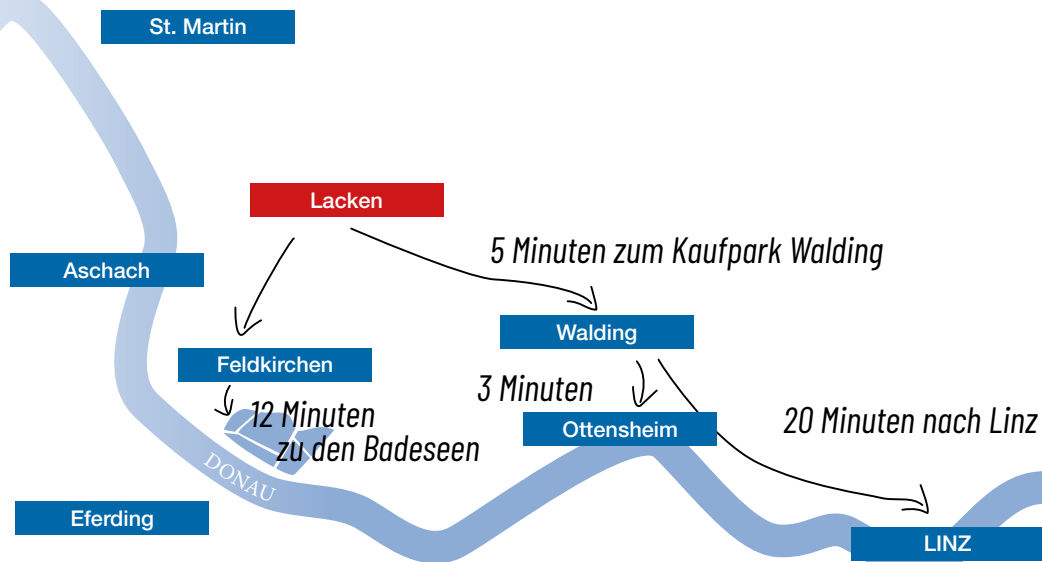 St. Martin
Lacken
5 Minuten zum Kaufpark Walding
Aschach
Walding
Feldkirchen
3 Minuten
12 Minuten
zu den Badeseen
Ottensheim
20 Minuten nach Linz
DONAU
Eferding
LINZ